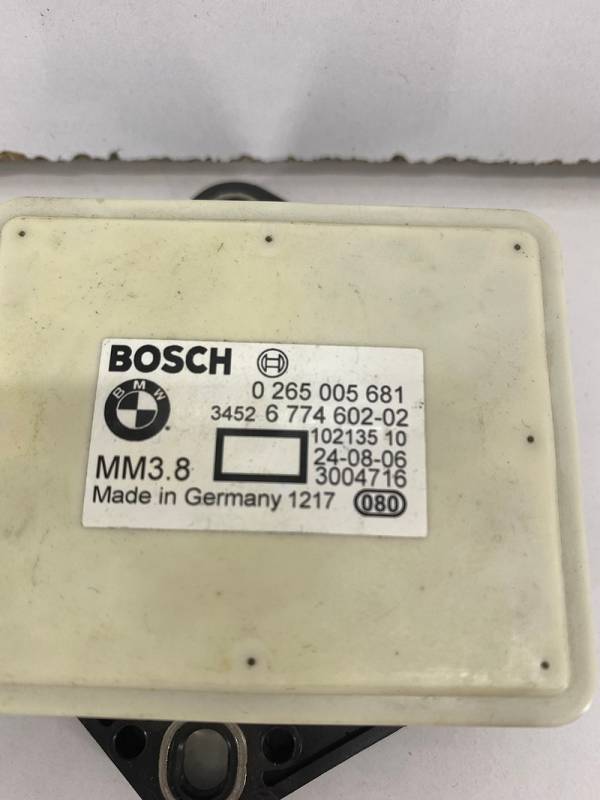 BOSCH
BMW
0 265 005 681
3452 6 774 602-02
102135 10
24-08-06
MM3.8
3004716
Made in Germany 1217 080